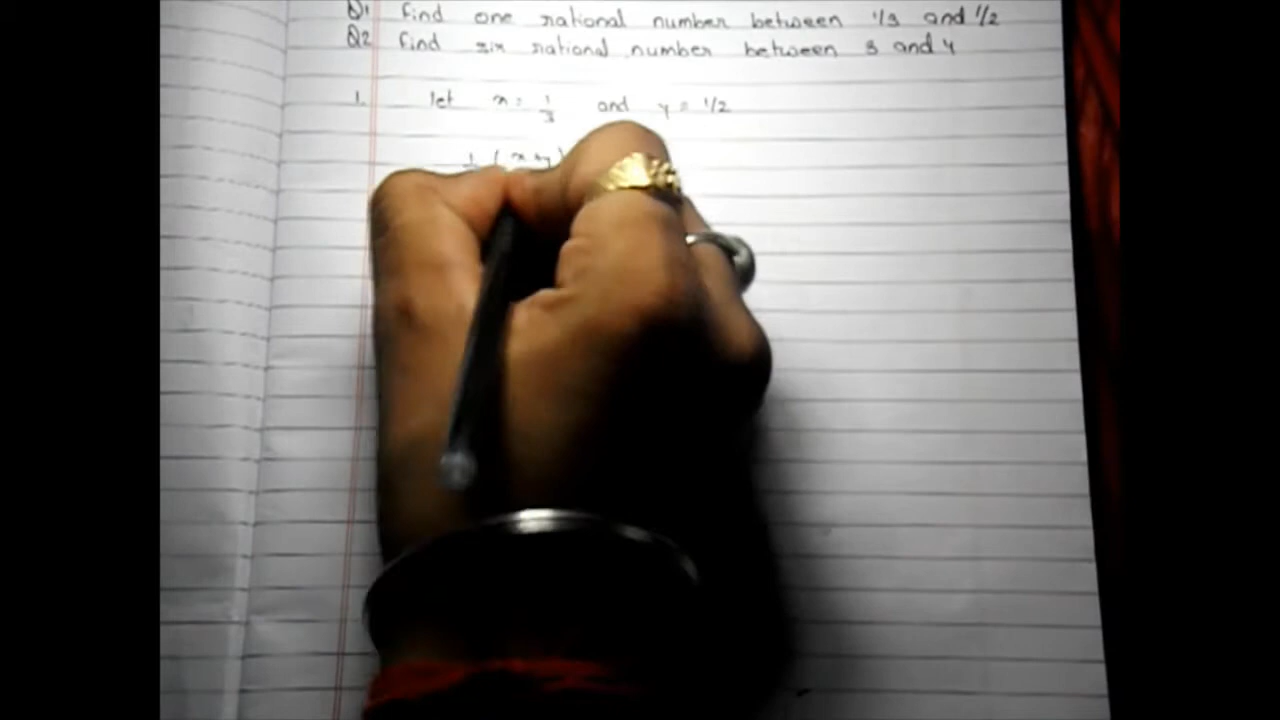 Q1 find one rational number between 1/3 and 1/2
Q2 find six rational number between 3 and 4
1. let x = 1/3 and y = 1/2
1 (x+y)